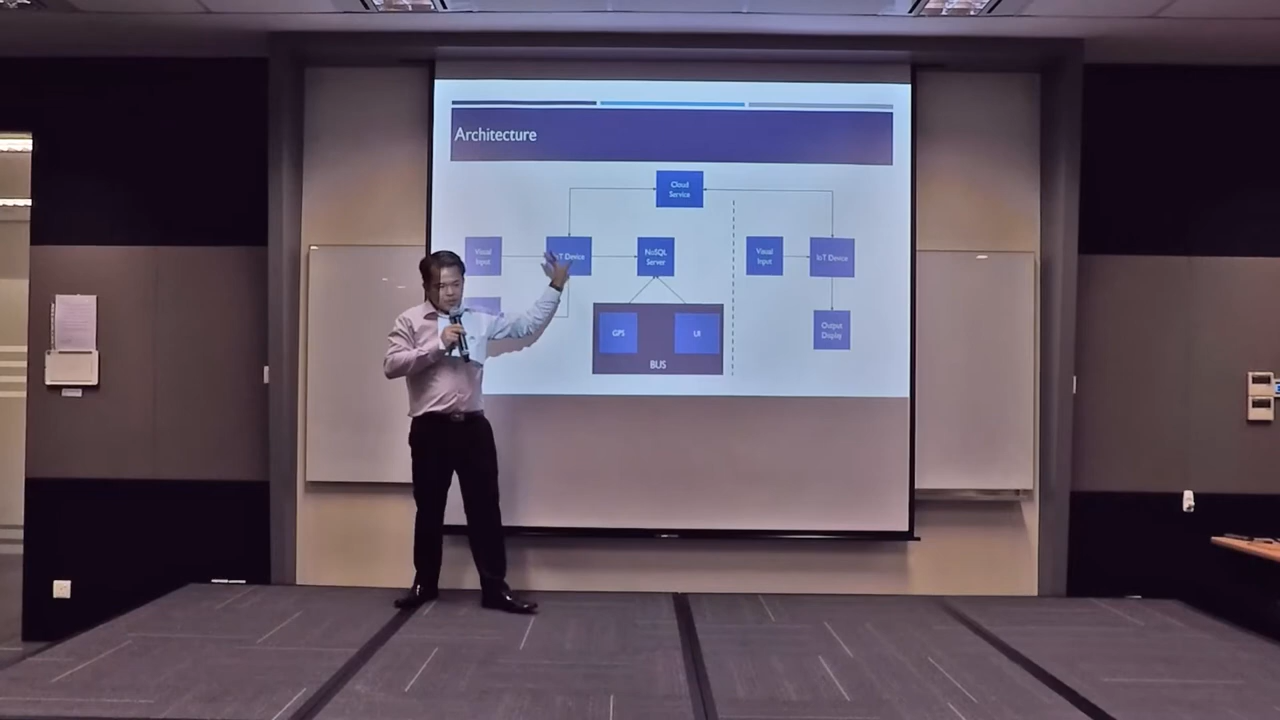 Architecture
Cloud
Service
Visual
Input
IoT Device
NoSQL
Server
Visual
Input
IoT Device
GPS
UI
BUS
Output
Display